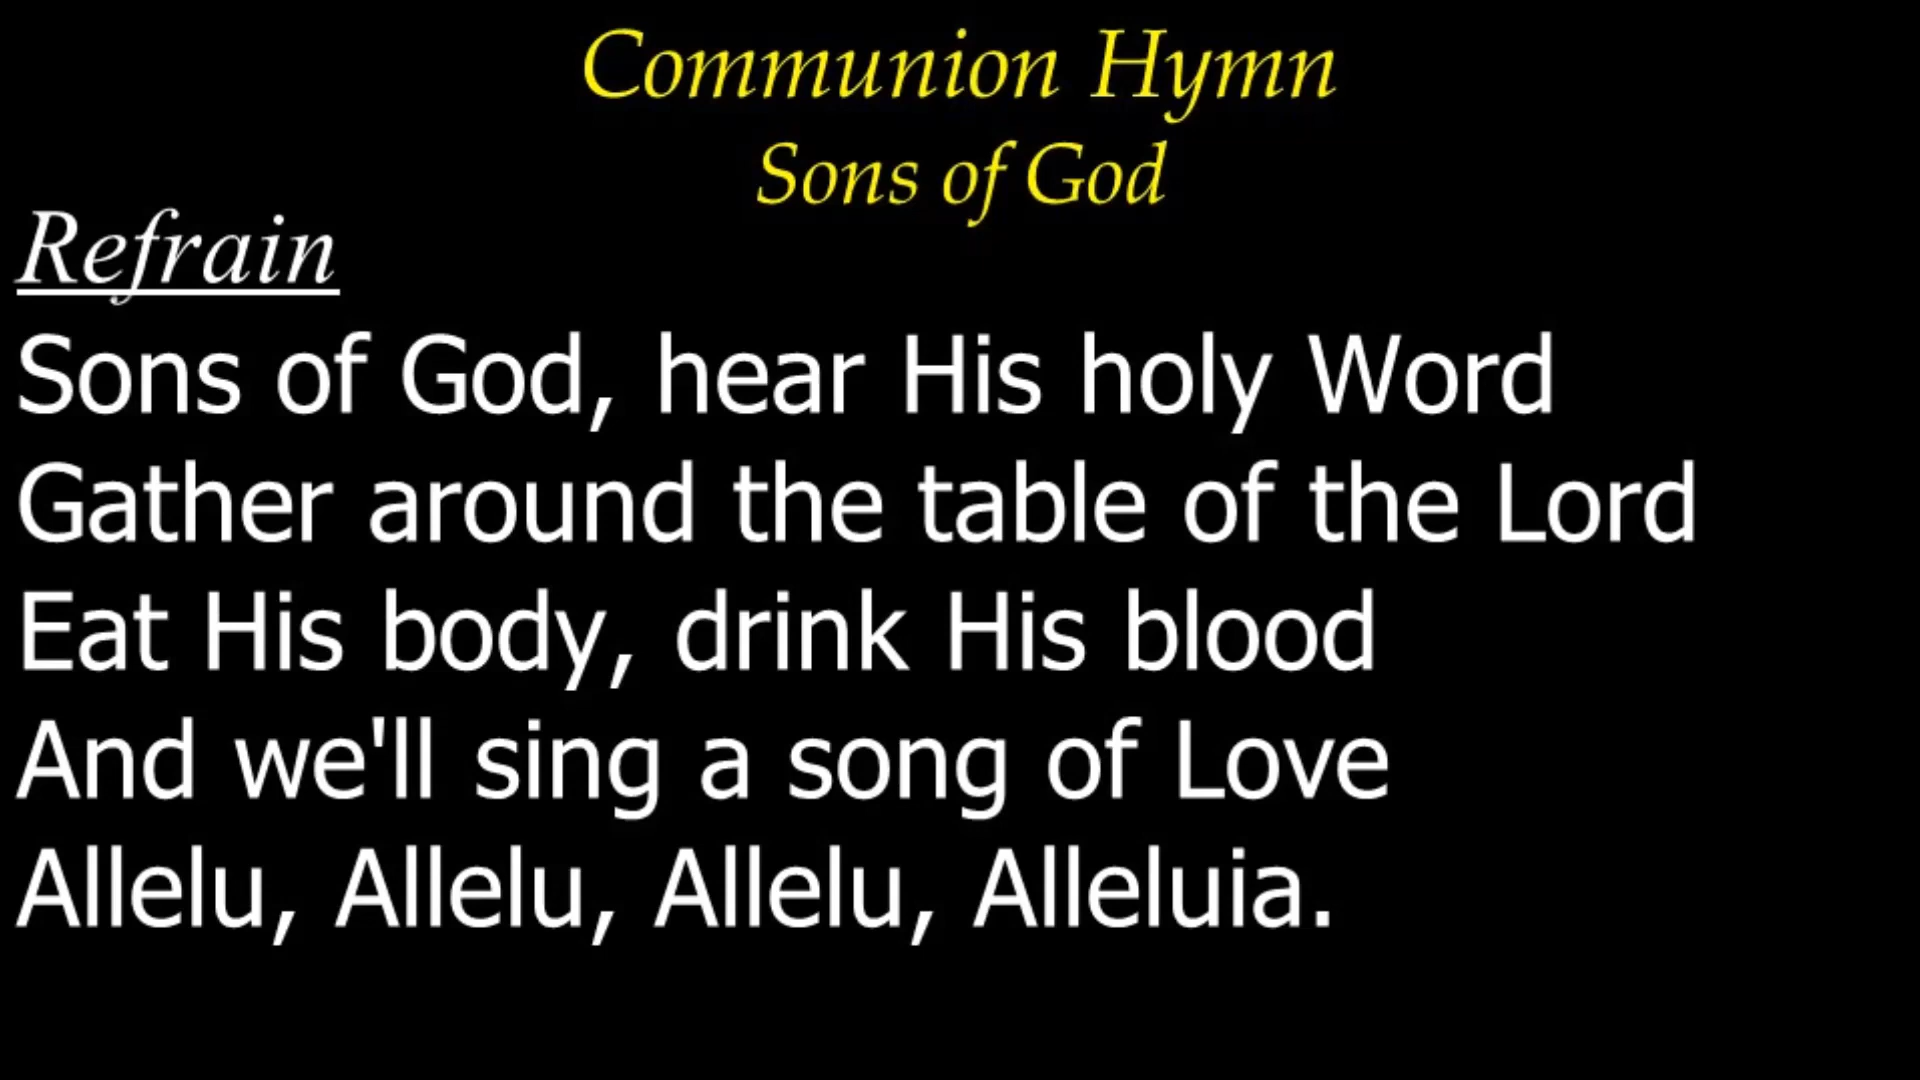 Communion Hymn
Sons of God
Refrain
Sons of God, hear His holy Word
Gather around the table of the Lord
Eat His body, drink His blood
And we'll sing a song of Love
Allelu, Allelu, Allelu, Alleluia.